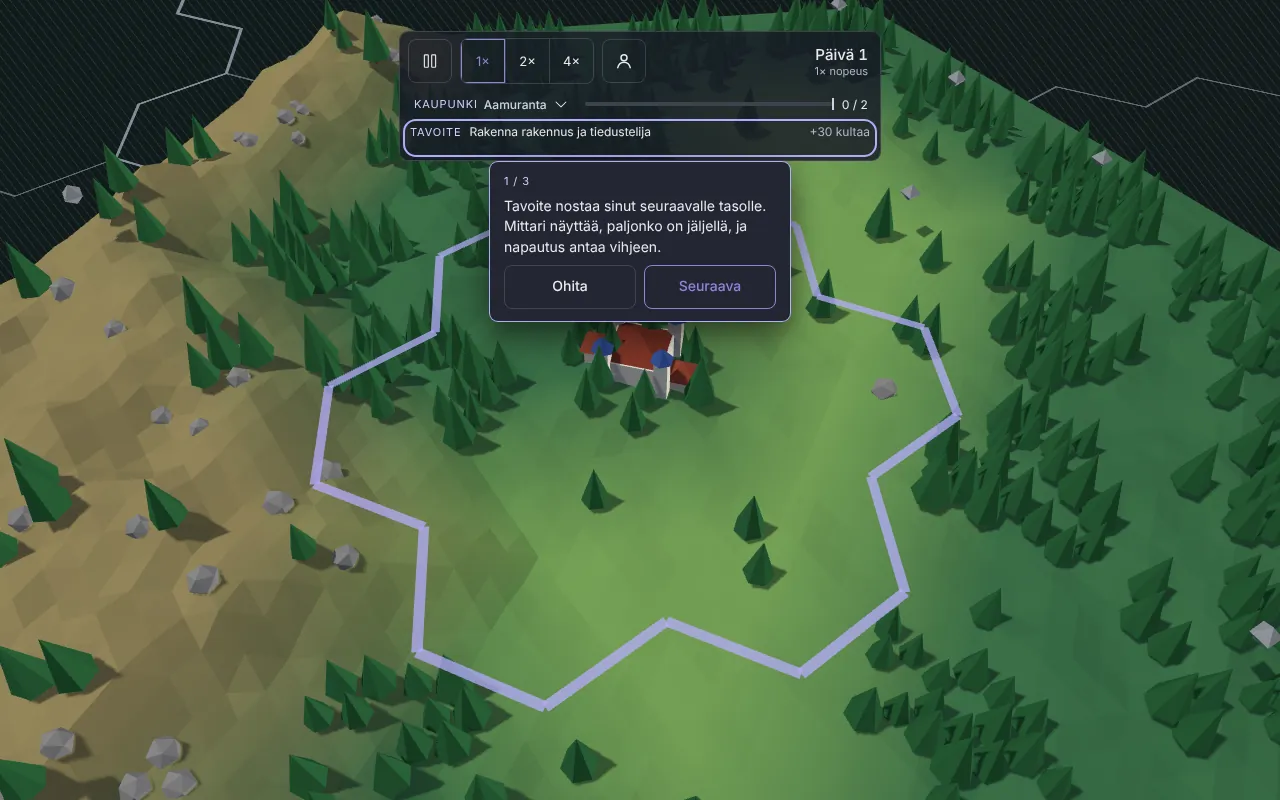 1× 2× 4× Päivä 1
1× nopeus
KAUPUNKI Aamuranta 0 / 2
TAVOITE Rakenna rakennus ja tiedustelija +30 kultaa
1 / 3
Tavoite nostaa sinut seuraavalle tasolle.
Mittari näyttää, paljonko on jäljellä, ja
napautus antaa vihjeen.
Ohita Seuraava